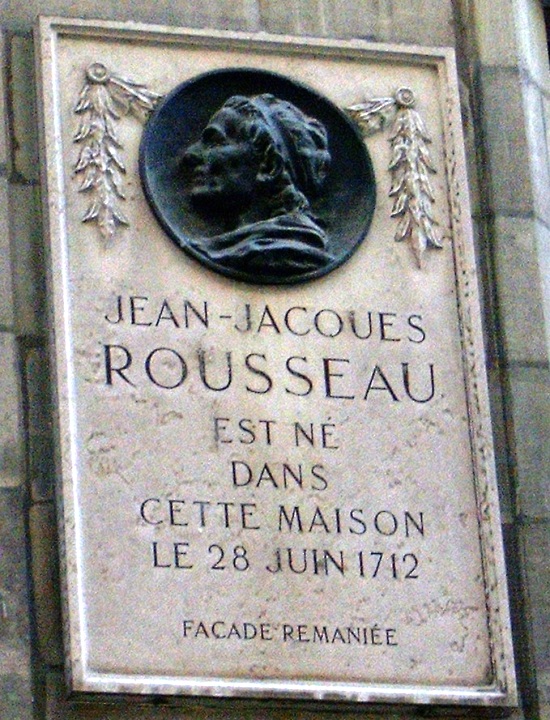 JEAN-JACQUES
ROUSSEAU
EST NÉ
DANS
CETTE MAISON
LE 28 JUIN 1712
FACADE REMANIÉE